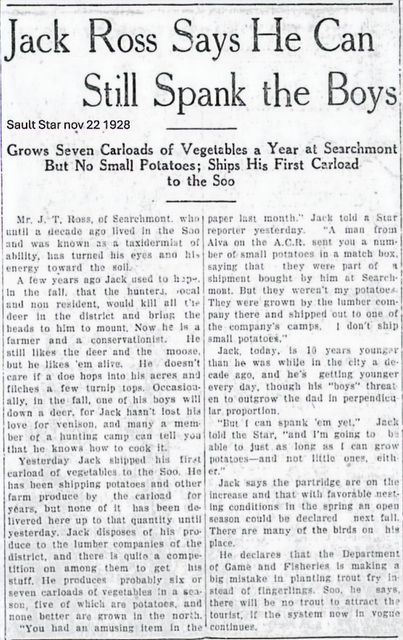 Jack Ross Says He Can
Still Spank the Boys
Sault Star nov 22 1928
Grows Seven Carloads of Vegetables a Year at Searchmont
But No Small Potatoes; Ships His First Carload
to the Soo
Mr. J. T. Ross, of Searchmont, who
until a decade ago lived in the Soo
and was known as a taxidermist of
ability, has turned his eyes and his
energy toward the soil.
A few years ago Jack used to hope,
in the fall, that the hunters, local
and non resident, would kill all the
deer in the district and bring the
heads to him to mount. Now he is a
farmer and a conservationist. He
still likes the deer and the moose,
but he likes 'em alive. He doesn't
care if a doe hops into his acres and
filches a few turnip tops. Occasion-
ally, in the fall, one of his boys will
down a deer, for Jack hasn't lost his
love for venison, and many a mem-
ber of a hunting camp can tell you
that he knows how to cook it.
Yesterday Jack shipped his first
carload of vegetables to the Soo. He
has been shipping potatoes and other
farm produce by the carload for
years, but none of it has been de-
livered here up to that quantity until
yesterday. Jack disposes of his pro-
duce to the lumber companies of the
district, and there is quite a compe-
tition on among them to get his
stuff. He produces probably six or
seven carloads of vegetables in a sea-
son, five of which are potatoes, and
none better are grown in the north.
"You had an amusing item in the
paper last month." Jack told a Star
reporter yesterday. "A man from
Alva on the A.C.R. sent you a num-
ber of small potatoes in a match box,
saying that they were part of a
shipment bought by him at Search-
mont. But they weren't my potatoes.
They were grown by the lumber com-
pany there and shipped out to one of
the company's camps. I don't ship
small potatoes."
Jack, today, is 10 years younger
than he was while in the city a de-
cade ago, and he's getting younger
every day, though his "boys" threat-
en to outgrow the dad in perpendicu-
lar proportion.
"But I can spank 'em yet," Jack
told the Star, "and I'm going to be
able to just as long as I can grow
potatoes—and not little ones, eith-
er."
Jack says the partridge are on the
increase and that with favorable nest-
ing conditions in the spring an open
season could be declared next fall.
There are many of the birds on his
place.
He declares that the Department
of Game and Fisheries is making a
big mistake in planting trout fry in-
stead of fingerlings. Soo, he says,
there will be no trout to attract the
tourist, if the system now in vogue
continues.